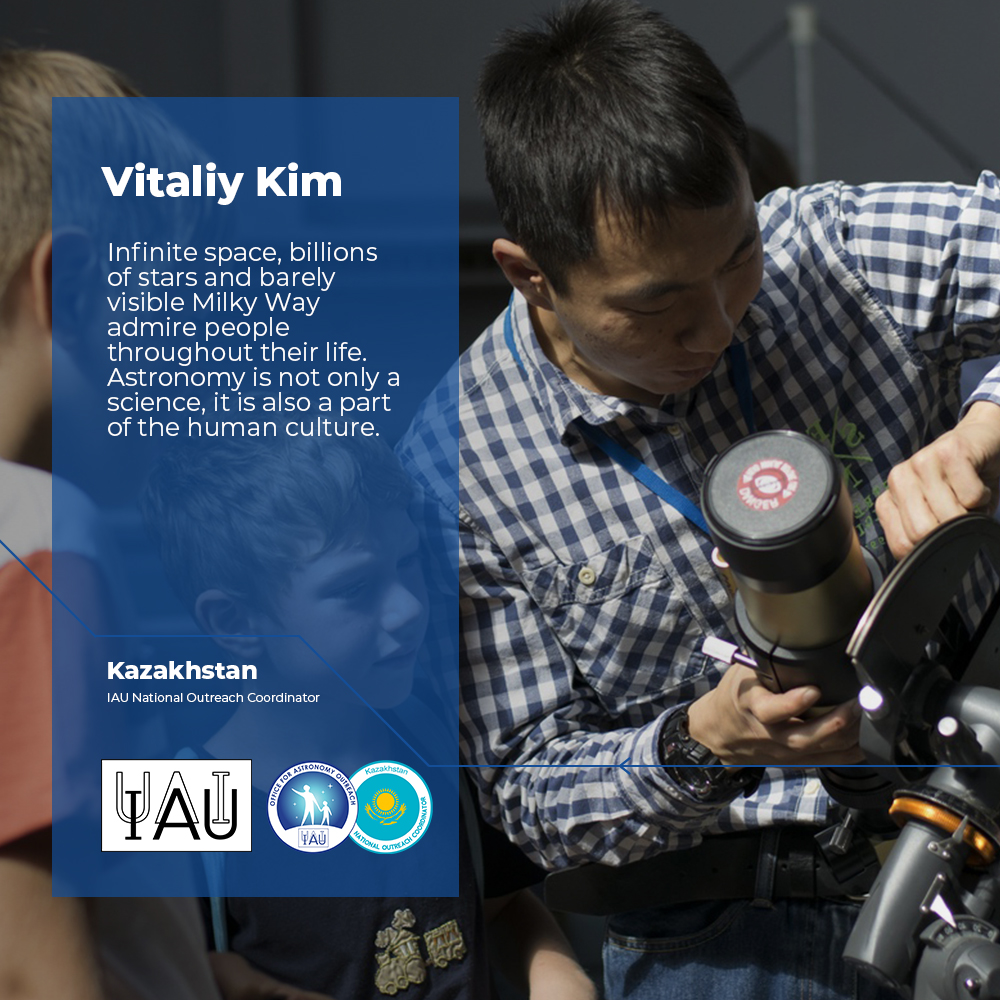 Vitaliy Kim
Infinite space, billions
of stars and barely
visible Milky Way
admire people
throughout their life.
Astronomy is not only a
science, it is also a part
of the human culture.
Kazakhstan
IAU National Outreach Coordinator
IAU
OFFICE FOR ASTRONOMY OUTREACH
IAU
Kazakhstan
NATIONAL OUTREACH COORDINATOR